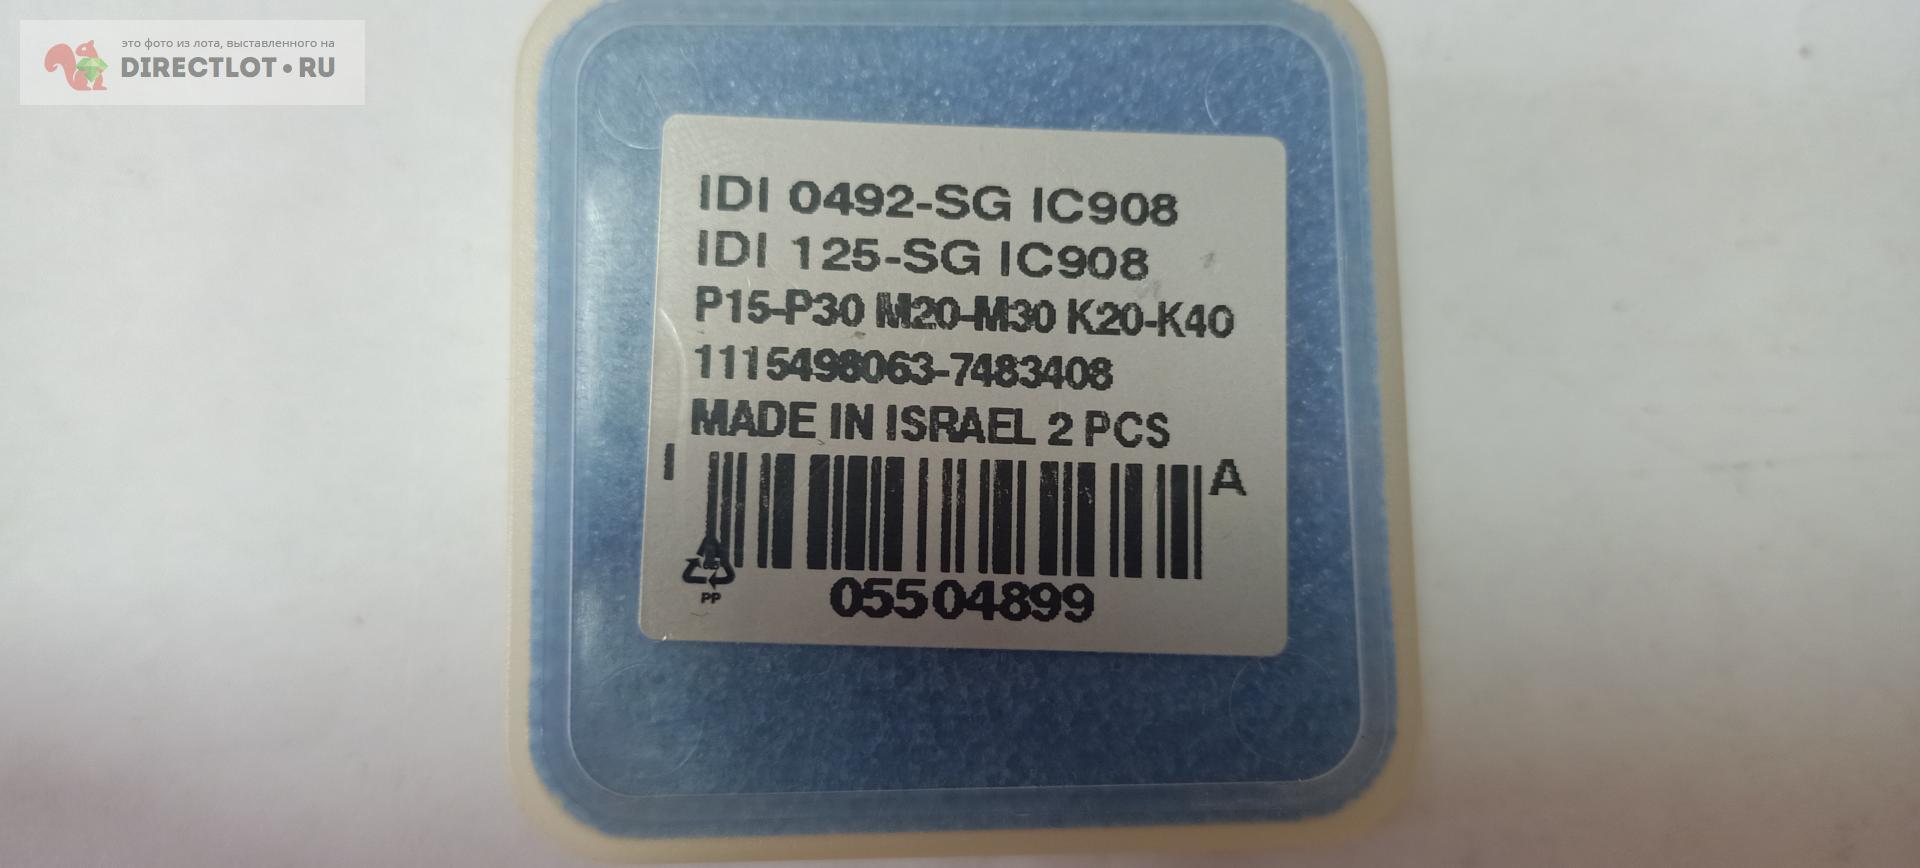 это фото из лота, выставленного на
DIRECTLOT•RU
IDI 0492-SG IC908
IDI 125-SG IC908
P15-P30 M20-M30 K20-K40
1115498063-7483408
MADE IN ISRAEL 2 PCS
I A
PP
05504899